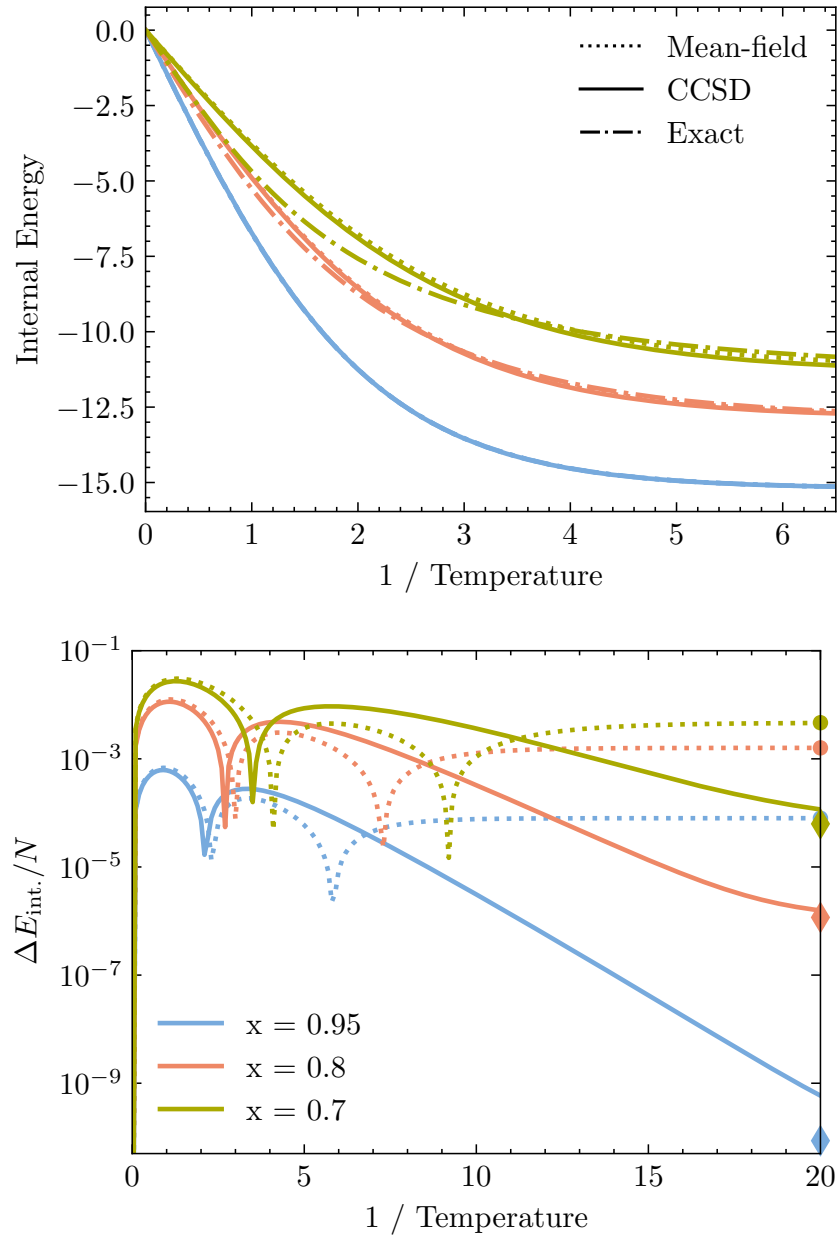 0.0
−2.5
−5.0
−7.5
−10.0
−12.5
−15.0
Internal Energy
Mean-field
CCSD
Exact
0 1 2 3 4 5 6
1 / Temperature
10⁻¹
10⁻³
10⁻⁵
10⁻⁷
10⁻⁹
ΔE_int./N
x = 0.95
x = 0.8
x = 0.7
0 5 10 15 20
1 / Temperature